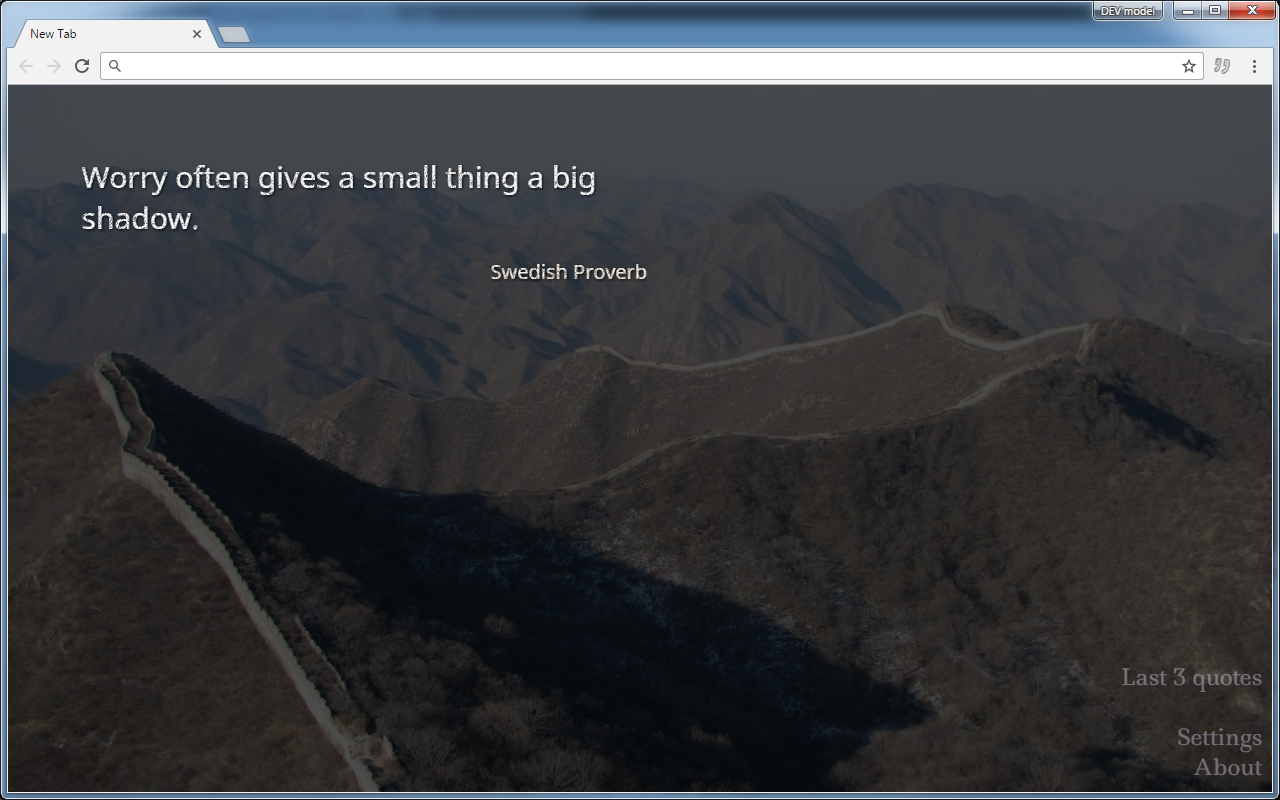 DEV model
New Tab
Worry often gives a small thing a big
shadow.
Swedish Proverb
Last 3 quotes
Settings
About